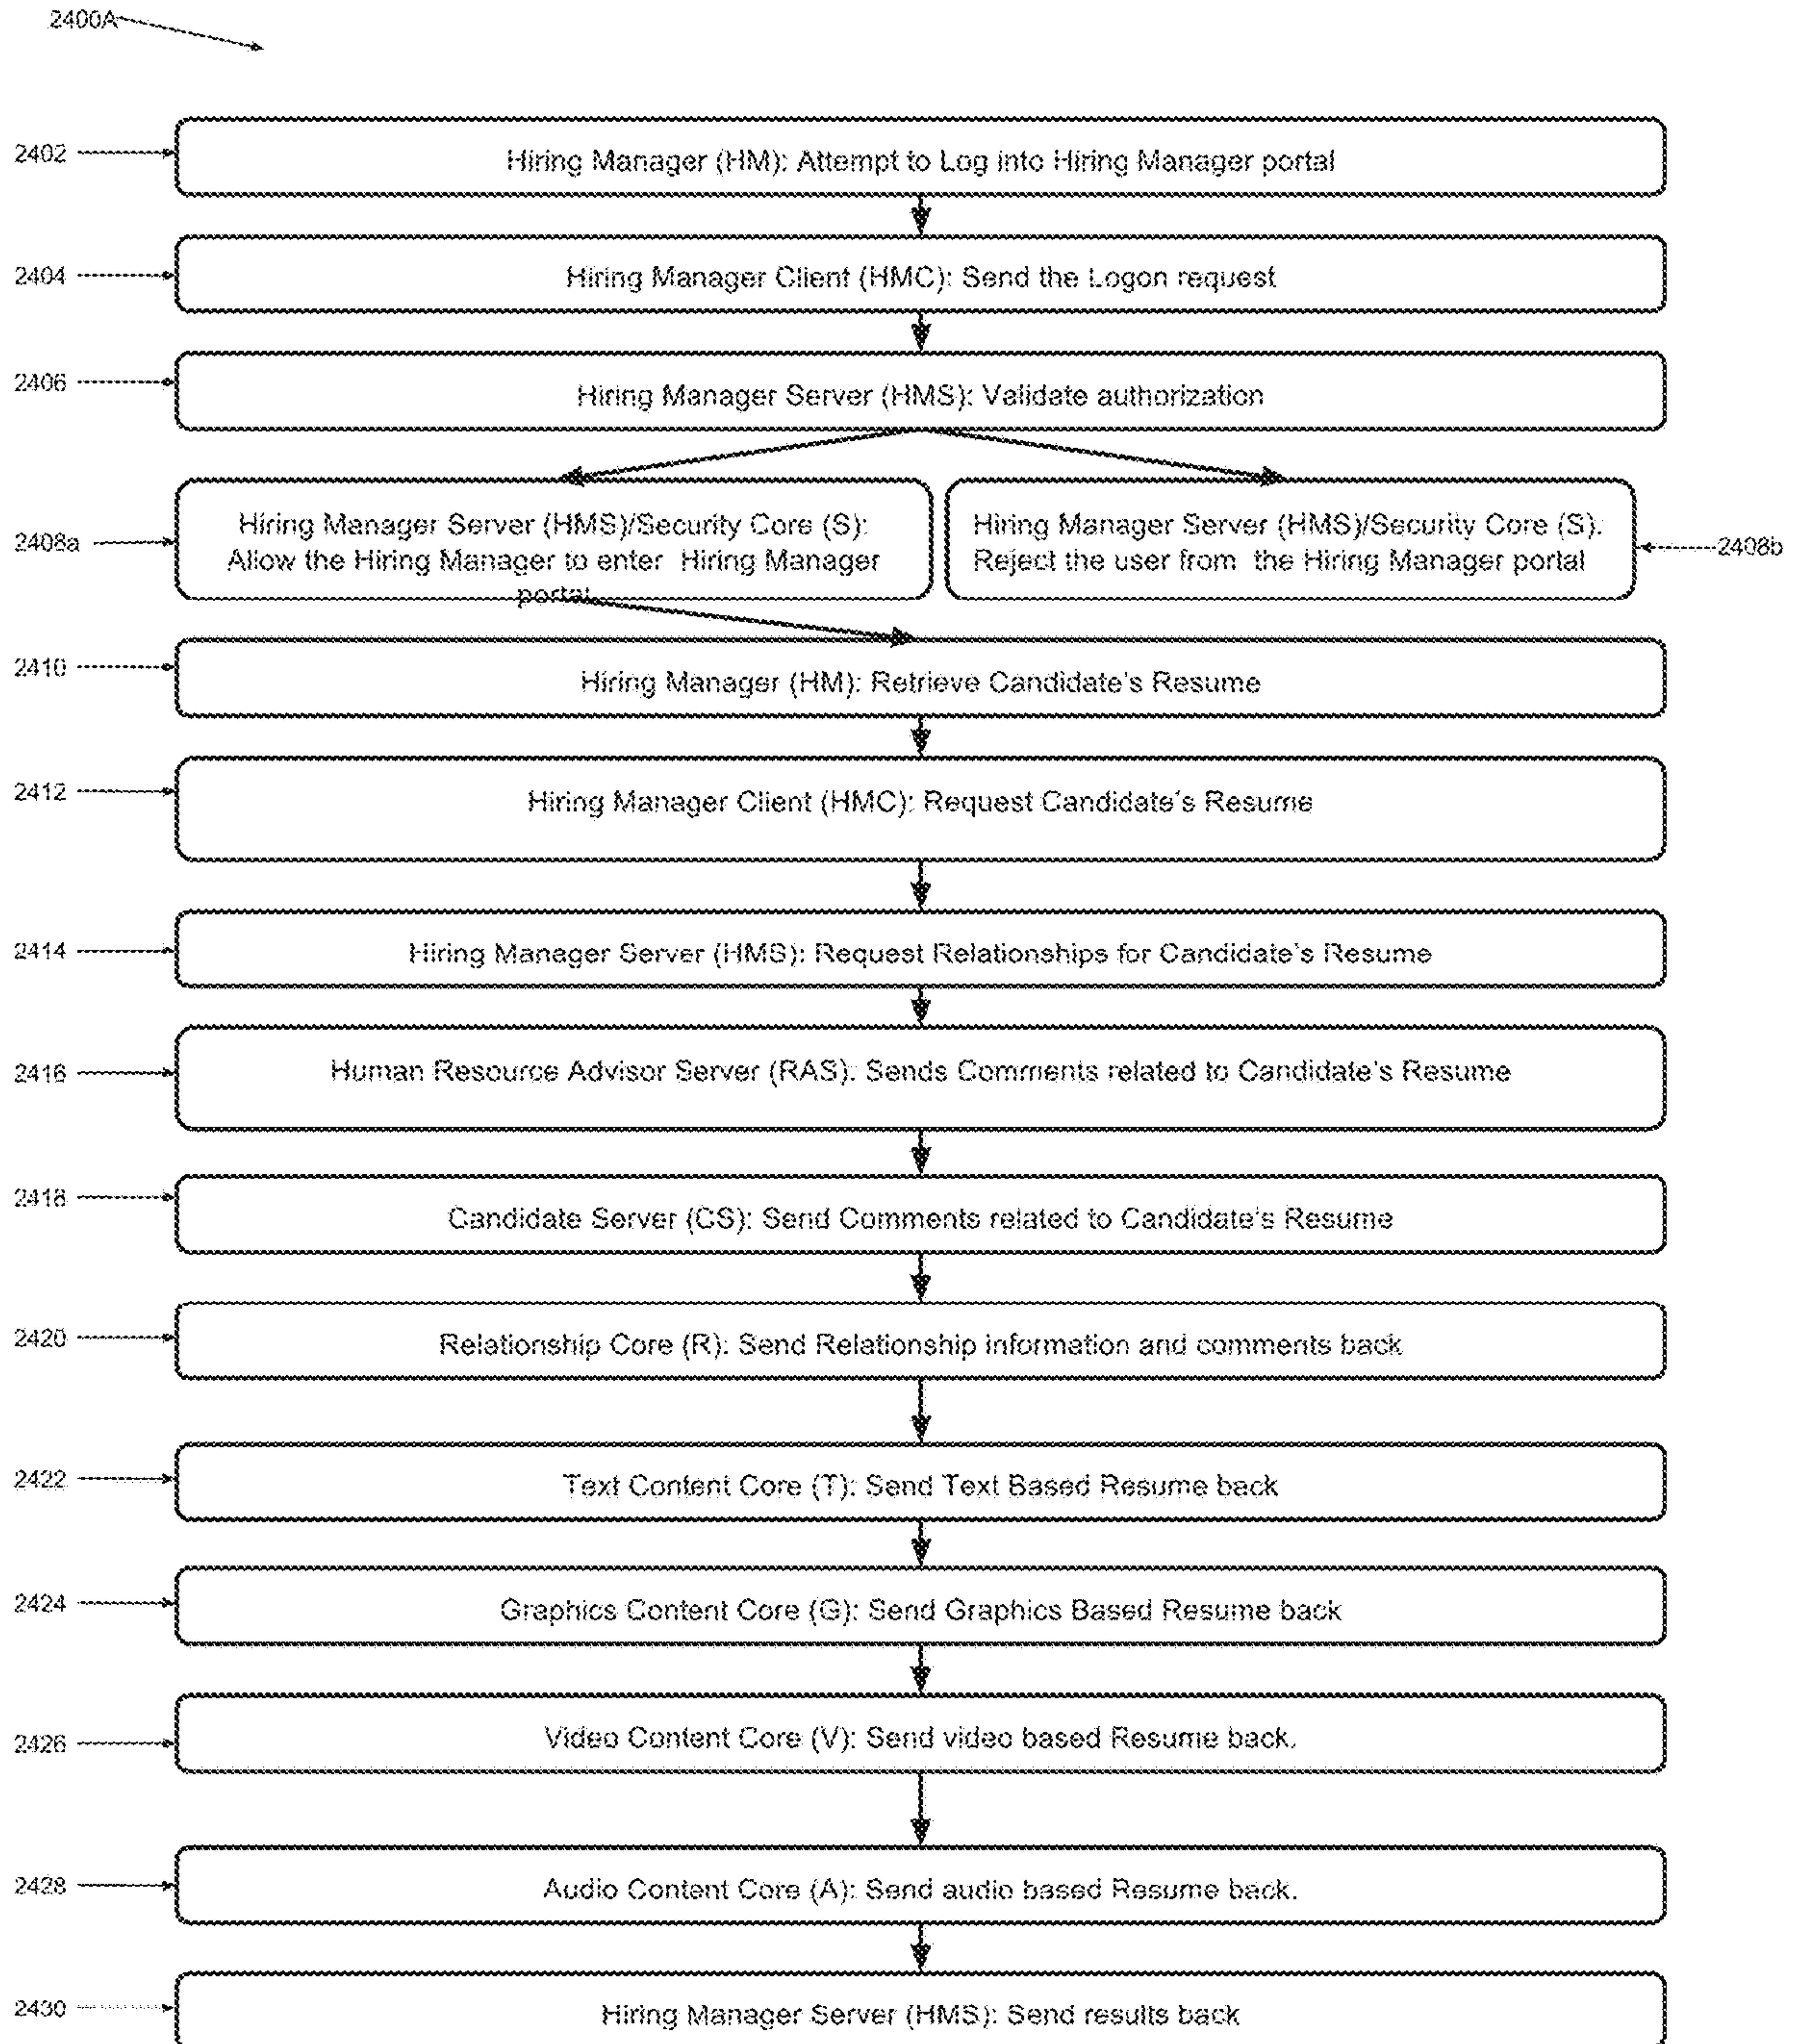 2400A
2402
Hiring Manager (HM): Attempt to Log into Hiring Manager portal
2404
Hiring Manager Client (HMC): Send the Logon request
2406
Hiring Manager Server (HMS): Validate authorization
2408a
Hiring Manager Server (HMS)/Security Core (S):
Allow the Hiring Manager to enter Hiring Manager
portal
Hiring Manager Server (HMS)/Security Core (S).
Reject the user from the Hiring Manager portal
2408b
2410
Hiring Manager (HM): Retrieve Candidate's Resume
2412
Hiring Manager Client (HMC): Request Candidate's Resume
2414
Hiring Manager Server (HMS): Request Relationships for Candidate's Resume
2416
Human Resource Advisor Server (RAS): Sends Comments related to Candidate's Resume
2418
Candidate Server (CS): Send Comments related to Candidate's Resume
2420
Relationship Core (R): Send Relationship information and comments back
2422
Text Content Core (T): Send Text Based Resume back
2424
Graphics Content Core (G): Send Graphics Based Resume back
2426
Video Content Core (V): Send video based Resume back.
2428
Audio Content Core (A): Send audio based Resume back.
2430
Hiring Manager Server (HMS): Send results back